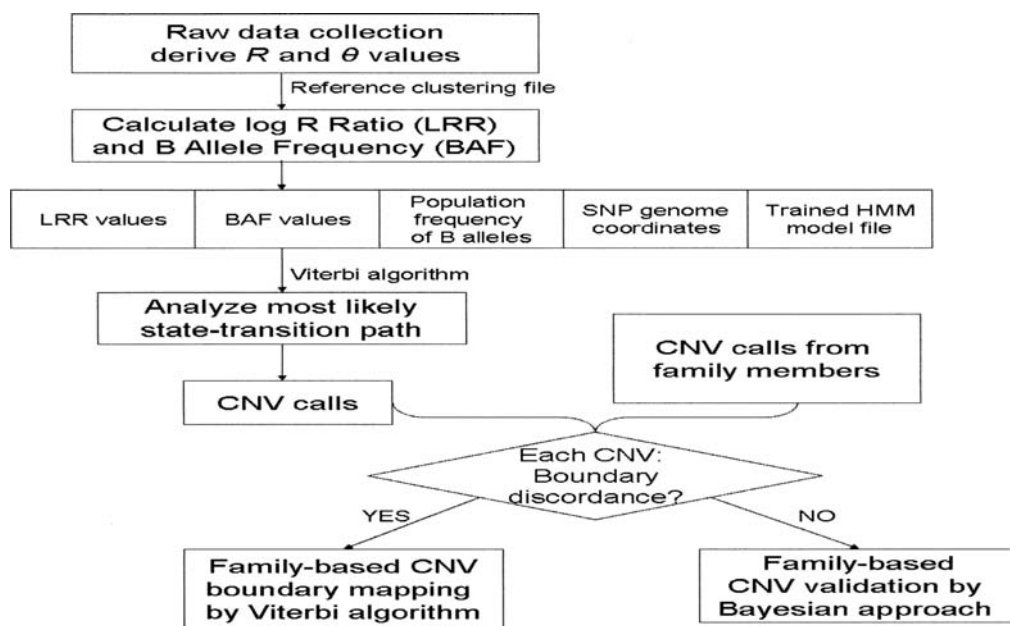 Raw data collection
derive R and θ values
Reference clustering file
Calculate log R Ratio (LRR)
and B Allele Frequency (BAF)
LRR values
BAF values
Population
frequency
of B alleles
SNP genome
coordinates
Trained HMM
model file
Viterbi algorithm
Analyze most likely
state-transition path
CNV calls from
family members
CNV calls
Each CNV:
Boundary
discordance?
YES
NO
Family-based CNV
boundary mapping
by Viterbi algorithm
Family-based
CNV validation by
Bayesian approach